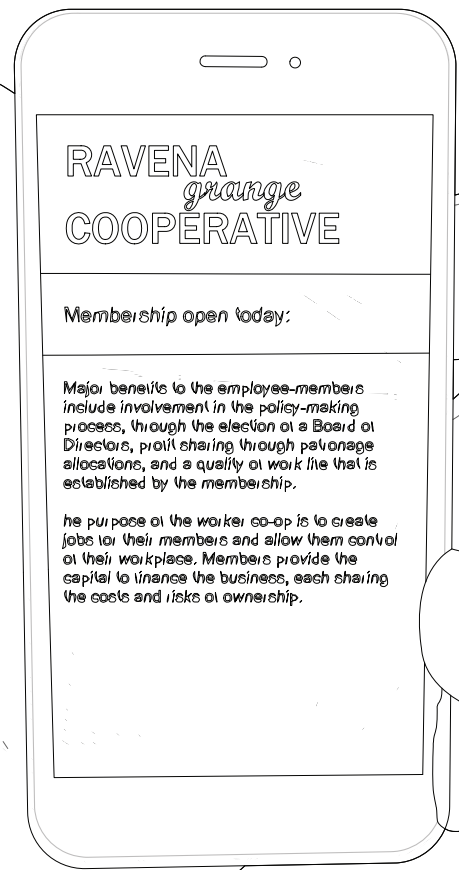 RAVENA
grange
COOPERATIVE
Membership open today:
Major benefits to the employee-members
include involvement in the policy-making
process, through the election of a Board of
Directors, profit sharing through patronage
allocations, and a quality of work life that is
established by the membership.
he purpose of the worker co-op is to create
jobs for their members and allow them control
of their workplace. Members provide the
capital to finance the business, each sharing
the costs and risks of ownership.